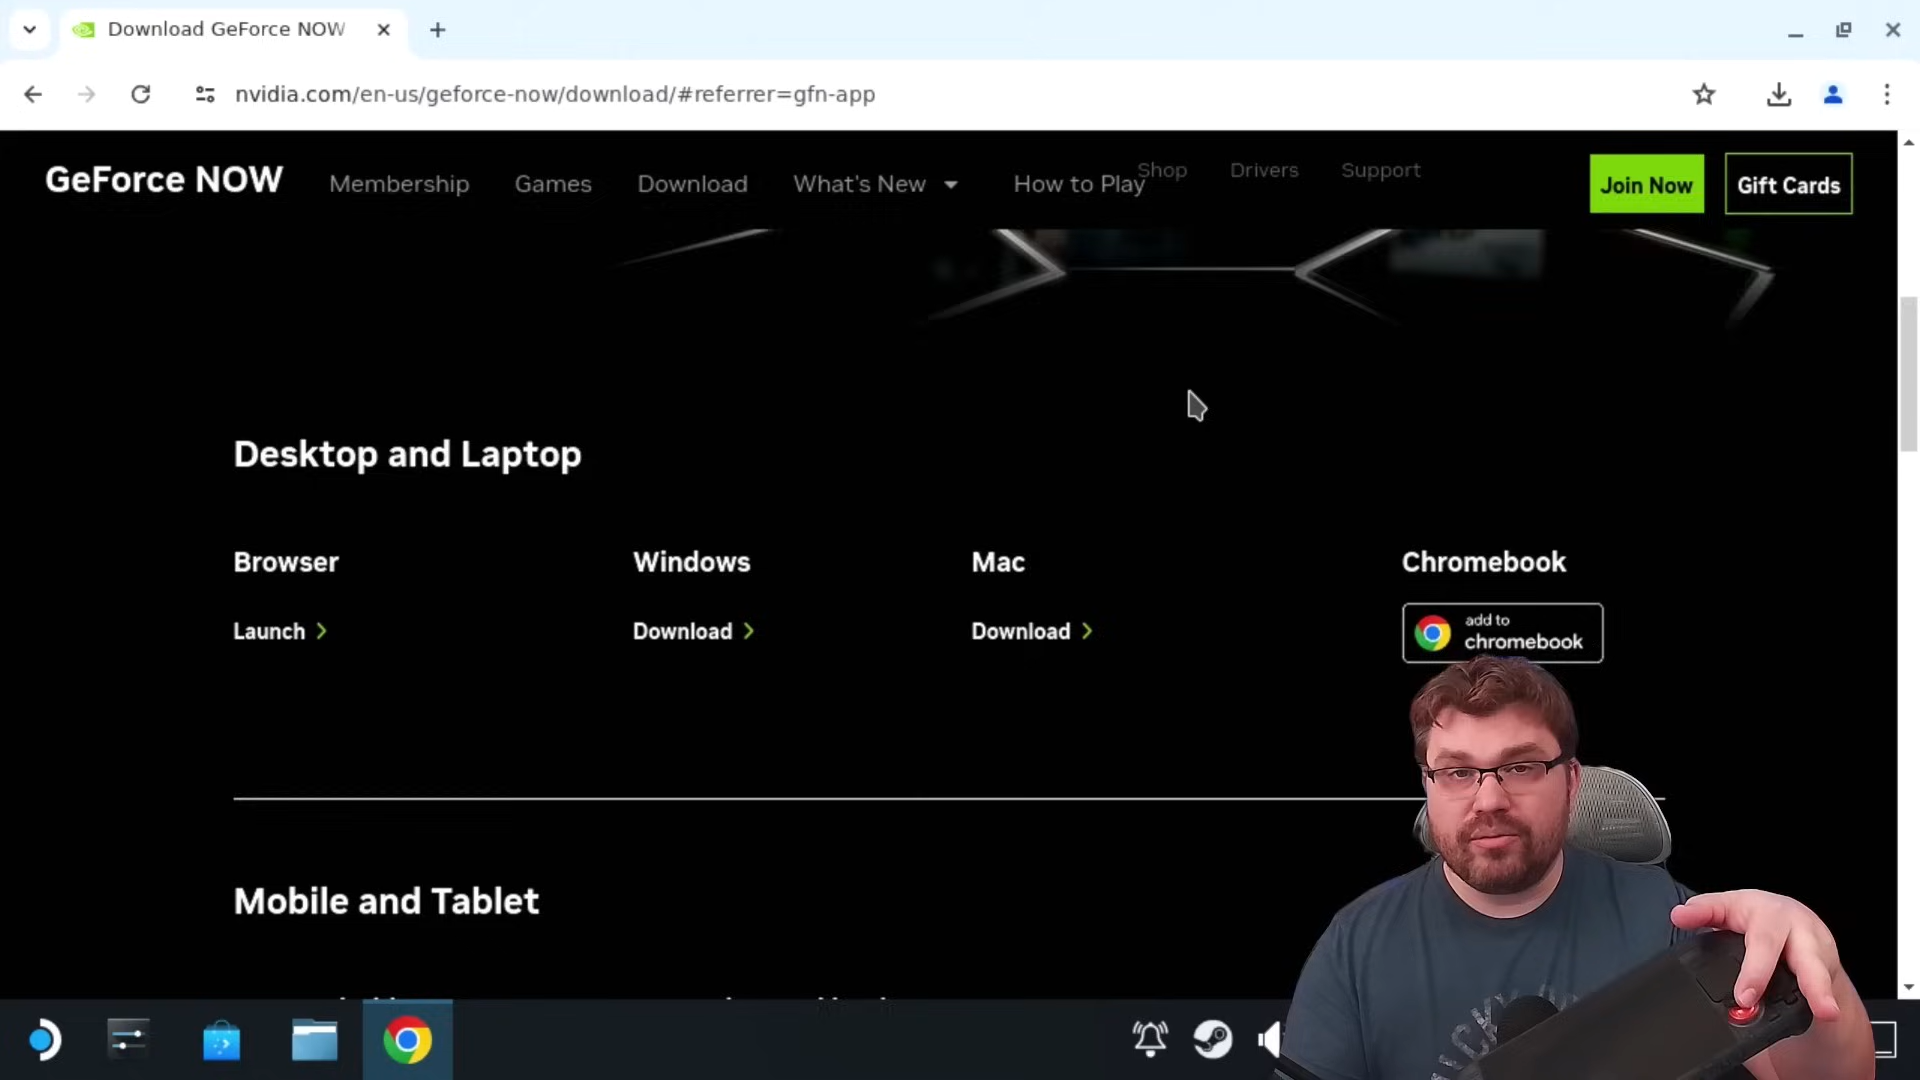 Download GeForce NOW
nvidia.com/en-us/geforce-now/download/#referrer=gfn-app
GeForce NOW
Membership
Games
Download
What's New
How to Play
Shop
Drivers
Support
Join Now
Gift Cards
Desktop and Laptop
Browser
Windows
Mac
Chromebook
Launch
Download
Download
add to
chromebook
Mobile and Tablet